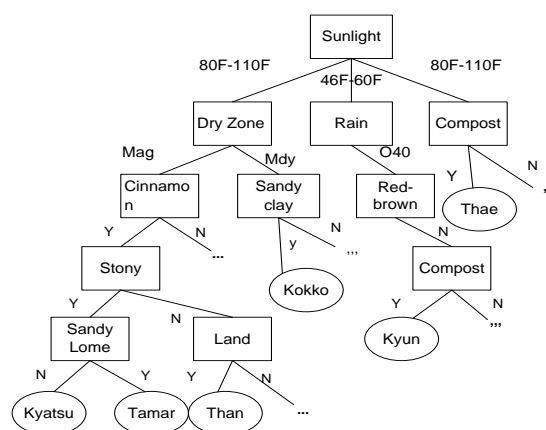 Sunlight
80F-110F
46F-60F
80F-110F
Dry Zone
Rain
Compost
Mag
Mdy
O40
Y
N
,
Cinnamo
n
Sandy
clay
Red-
brown
Thae
Y
N
...
y
N
,,,
N
Stony
Kokko
Compost
Y
N
Y
N
,,,
Sandy
Lome
Land
Kyun
N
Y
Y
N
...
Kyatsu
Tamar
Than